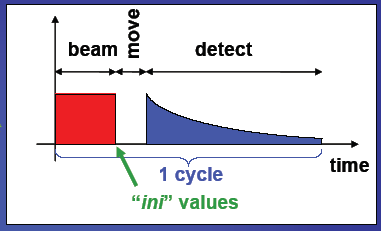 beam
move
detect
time
1 cycle
“ini” values